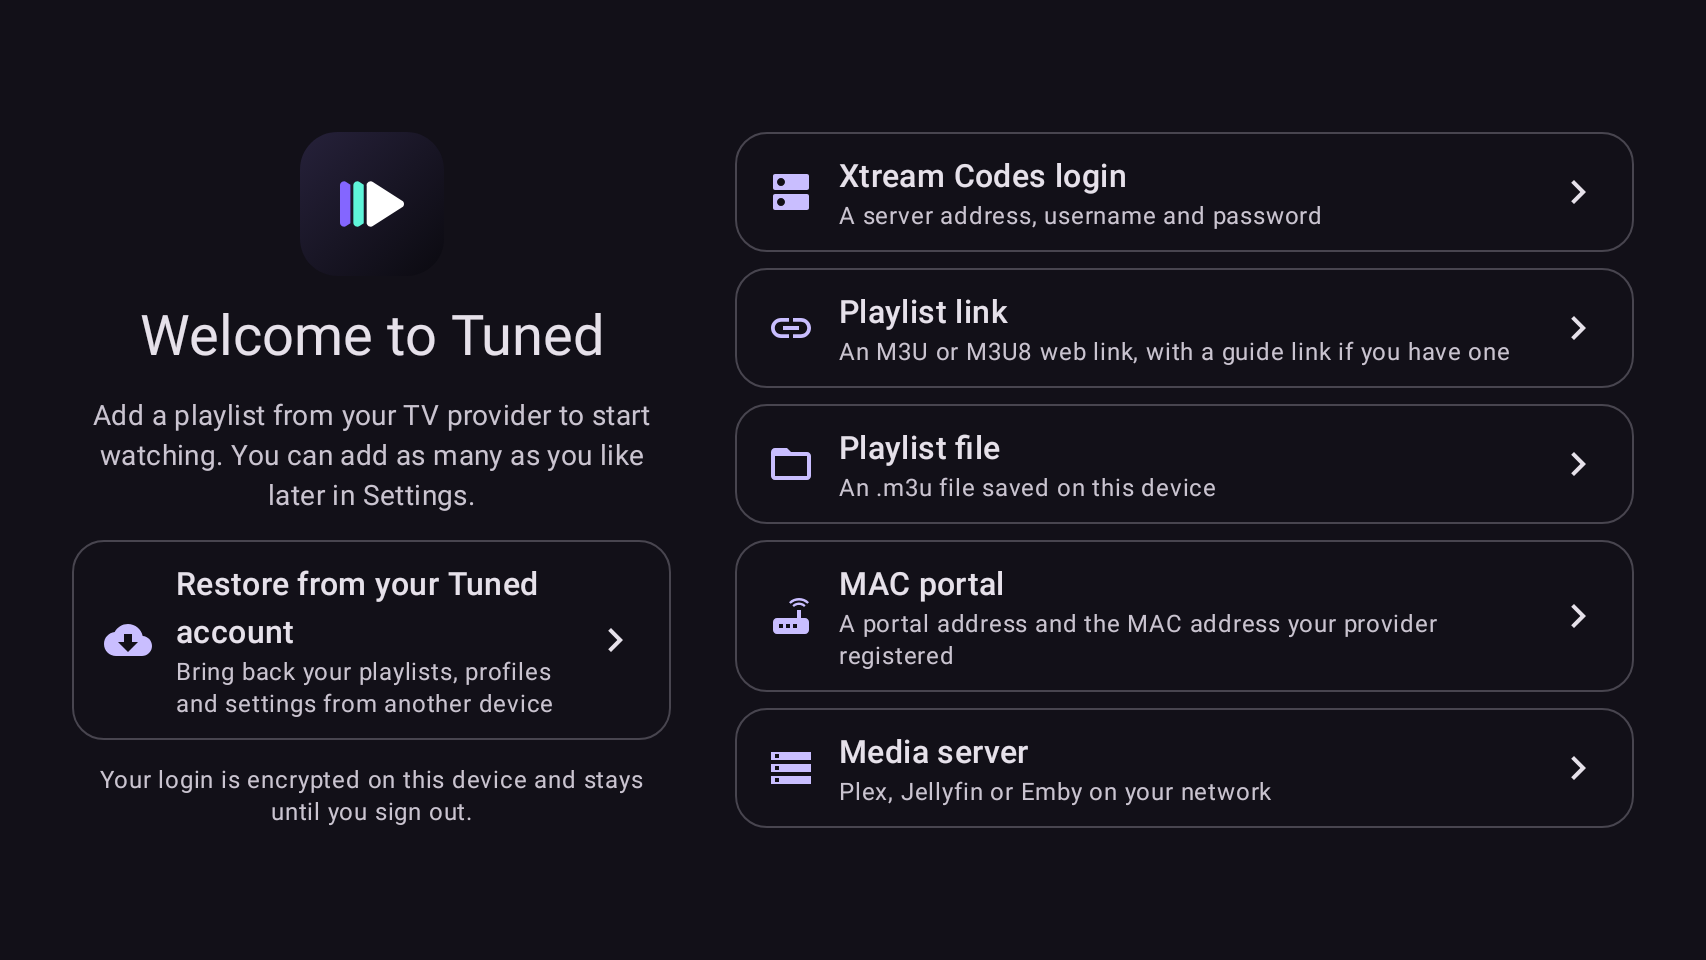 Welcome to Tuned
Add a playlist from your TV provider to start
watching. You can add as many as you like
later in Settings.
Restore from your Tuned
account
Bring back your playlists, profiles
and settings from another device
Your login is encrypted on this device and stays
until you sign out.
Xtream Codes login
A server address, username and password
Playlist link
An M3U or M3U8 web link, with a guide link if you have one
Playlist file
An .m3u file saved on this device
MAC portal
A portal address and the MAC address your provider
registered
Media server
Plex, Jellyfin or Emby on your network